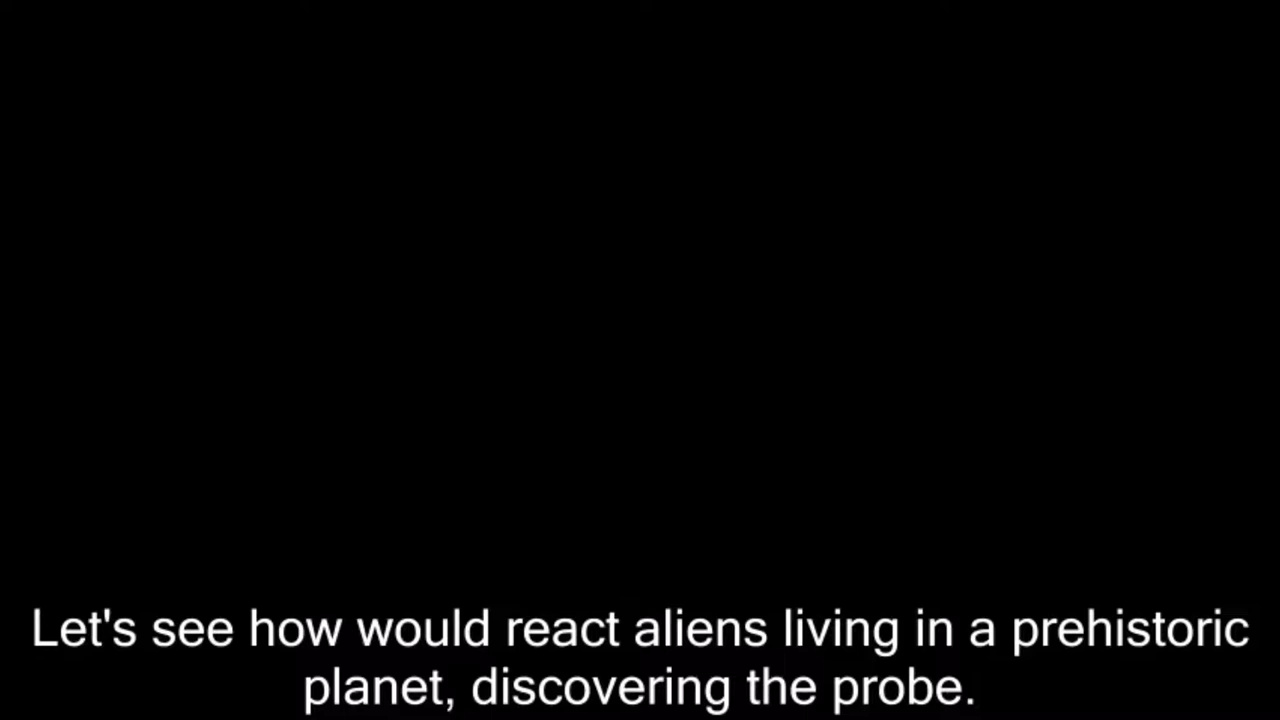 Let's see how would react aliens living in a prehistoric
planet, discovering the probe.